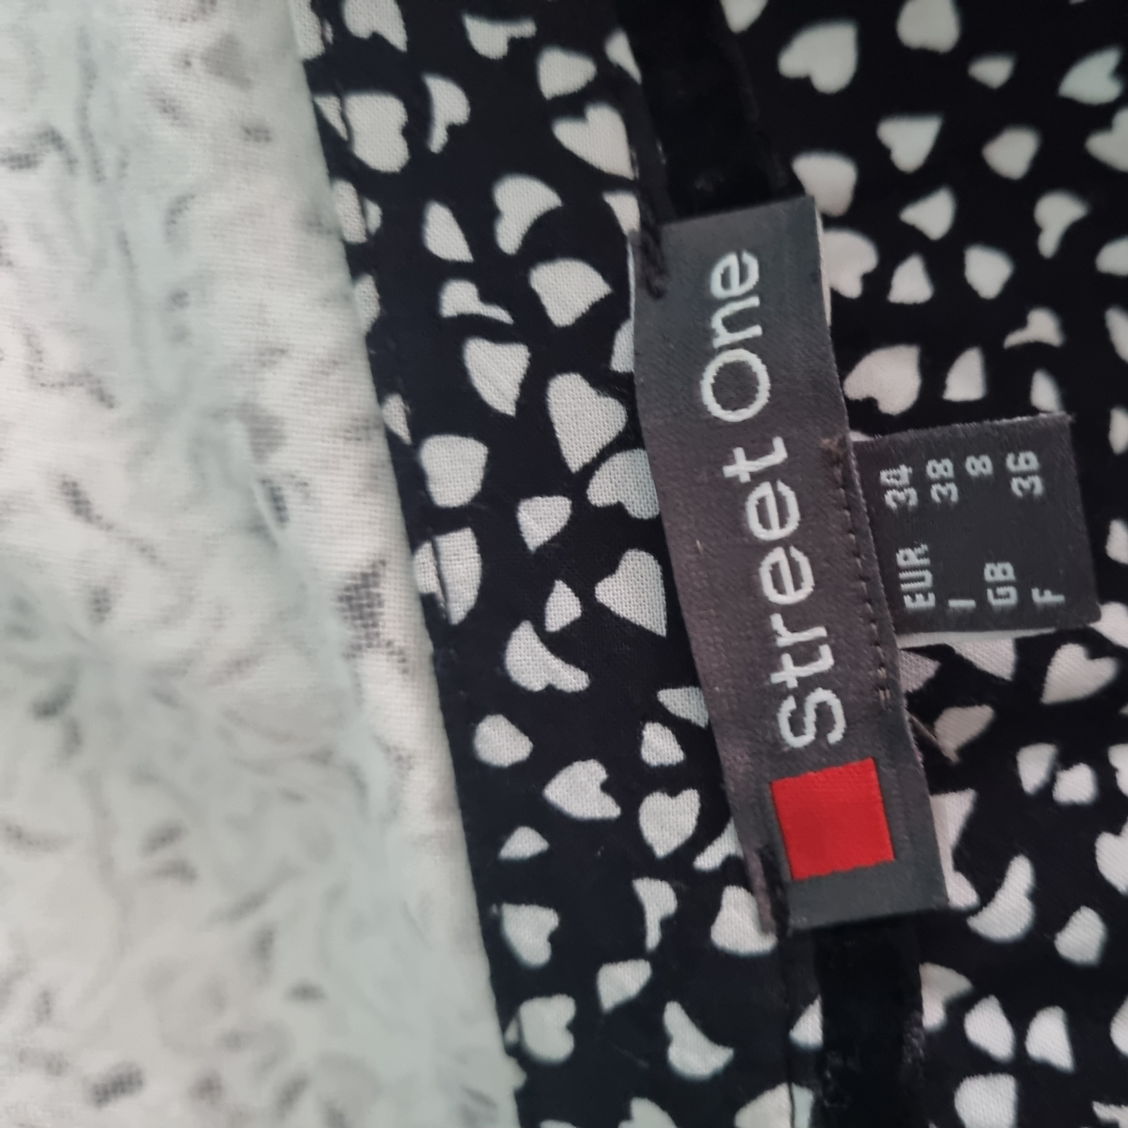 Street One
EUR 34
I 38
GB 8
F 36